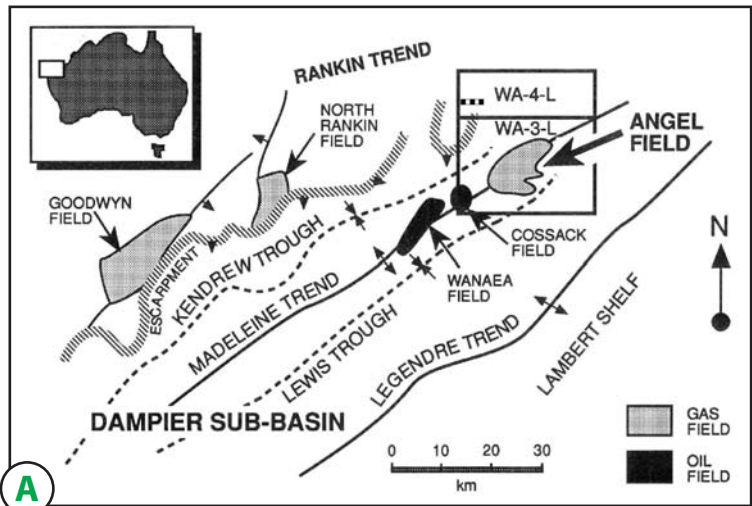 RANKIN TREND
NORTH
RANKIN
FIELD
WA-4-L
WA-3-L
ANGEL
FIELD
GOODWYN
FIELD
ESCARPMENT
KENDREW TROUGH
COSSACK
FIELD
WANAEA
FIELD
N
MADELEINE TREND
LEWIS TROUGH
LEGENDRE TREND
LAMBERT SHELF
DAMPIER SUB-BASIN
0 10 20 30
km
GAS
FIELD
OIL
FIELD
A